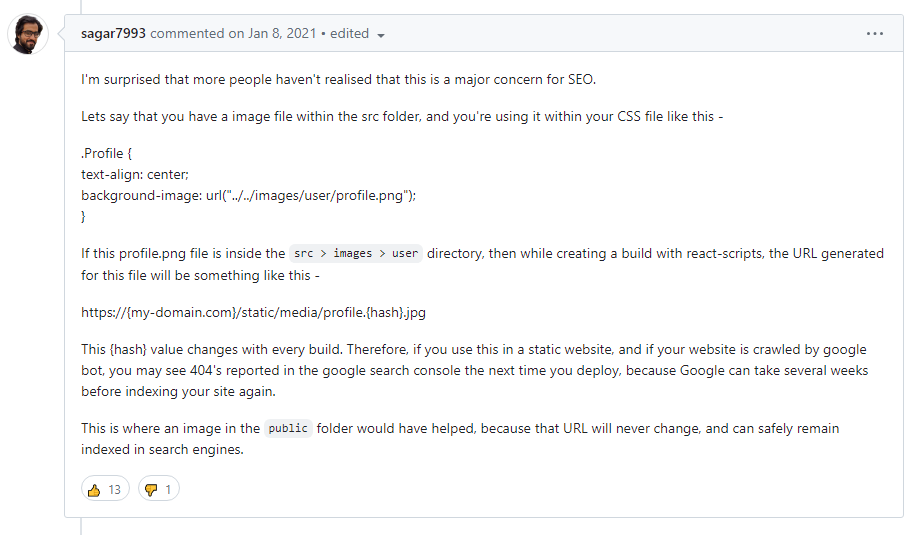 sagar7993 commented on Jan 8, 2021 • edited
I'm surprised that more people haven't realised that this is a major concern for SEO.
Lets say that you have a image file within the src folder, and you're using it within your CSS file like this -
.Profile {
text-align: center;
background-image: url("../../images/user/profile.png");
}
If this profile.png file is inside the src > images > user directory, then while creating a build with react-scripts, the URL generated
for this file will be something like this -
https://{my-domain.com}/static/media/profile.{hash}.jpg
This {hash} value changes with every build. Therefore, if you use this in a static website, and if your website is crawled by google
bot, you may see 404's reported in the google search console the next time you deploy, because Google can take several weeks
before indexing your site again.
This is where an image in the public folder would have helped, because that URL will never change, and can safely remain
indexed in search engines.
13 1